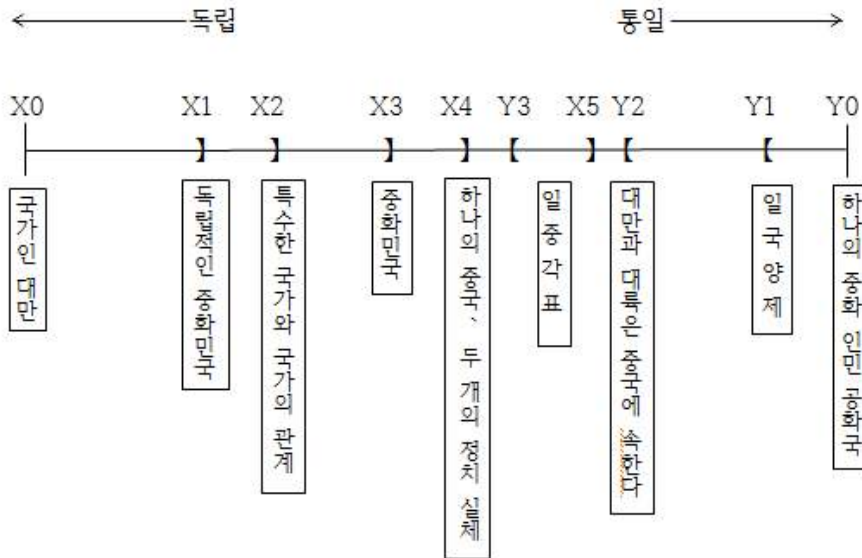 독립
통일
X0 X1 X2 X3 X4 Y3 X5 Y2 Y1 Y0
국가인 대만
독립적인 중화민국
특수한 국가와 국가의 관계
중화민국
하나의 중국、두 개의 정치 실체
일중각표
대만과 대륙은 중국에 속한다
일국양제
하나의 중화 인민 공화국